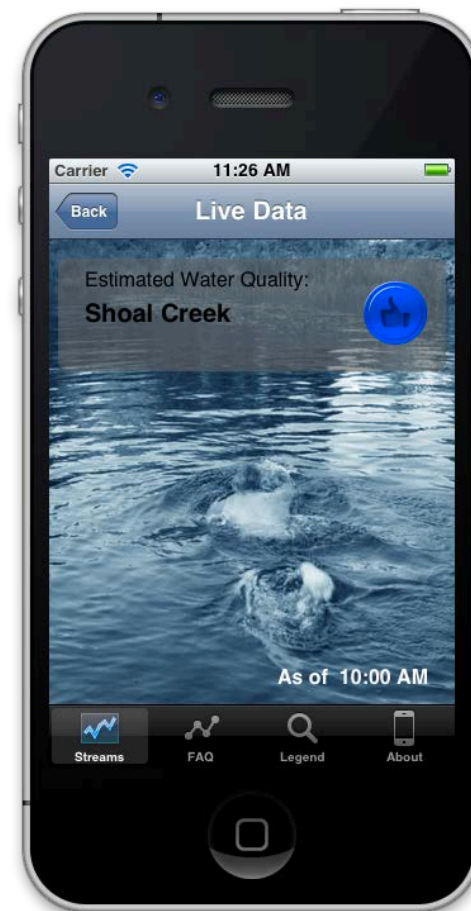 Carrier 11:26 AM
Back Live Data
Estimated Water Quality:
Shoal Creek
As of 10:00 AM
Streams FAQ Legend About